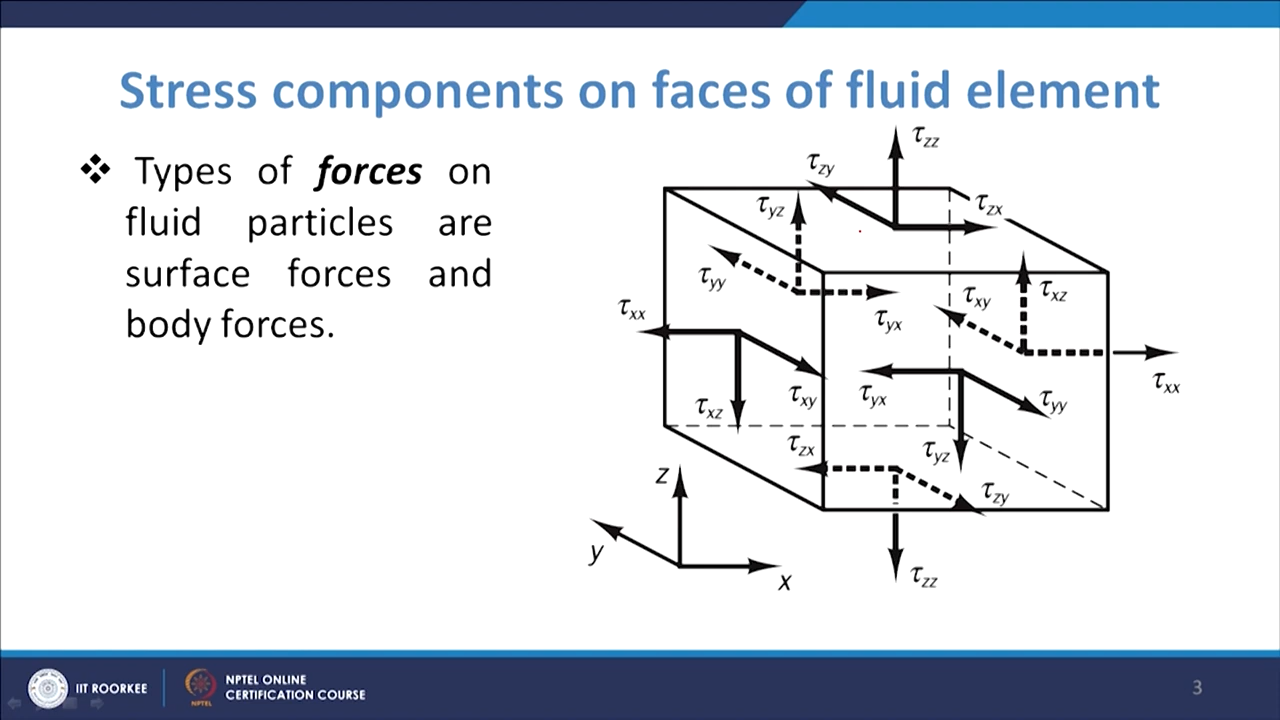 Stress components on faces of fluid element
❖ Types of forces on
fluid particles are
surface forces and
body forces.
τzz
τzy
τyz
τzx
τyy
τxx
τyx
τxy
τxz
τxx
τxz
τxy
τyx
τyy
τzx
τyz
τzy
τzz
z
y
x
IIT ROORKEE
NPTEL
NPTEL ONLINE
CERTIFICATION COURSE
3